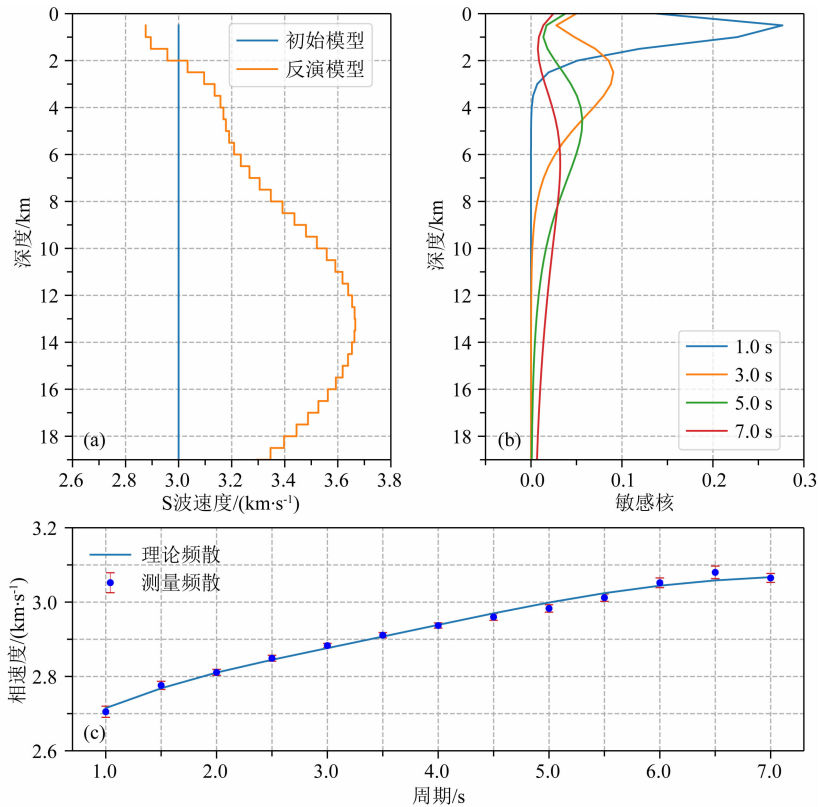 0
2
4
6
8
10
12
14
16
18
深度/km
初始模型
反演模型
(a)
2.6
2.8
3.0
3.2
3.4
3.6
3.8
S波速度/(km·s-1)
0
2
4
6
8
10
12
14
16
18
深度/km
1.0 s
3.0 s
5.0 s
7.0 s
(b)
0.0
0.1
0.2
0.3
敏感核
3.2
3.0
2.8
2.6
相速度/(km·s-1)
理论频散
测量频散
(c)
1.0
2.0
3.0
4.0
5.0
6.0
7.0
周期/s